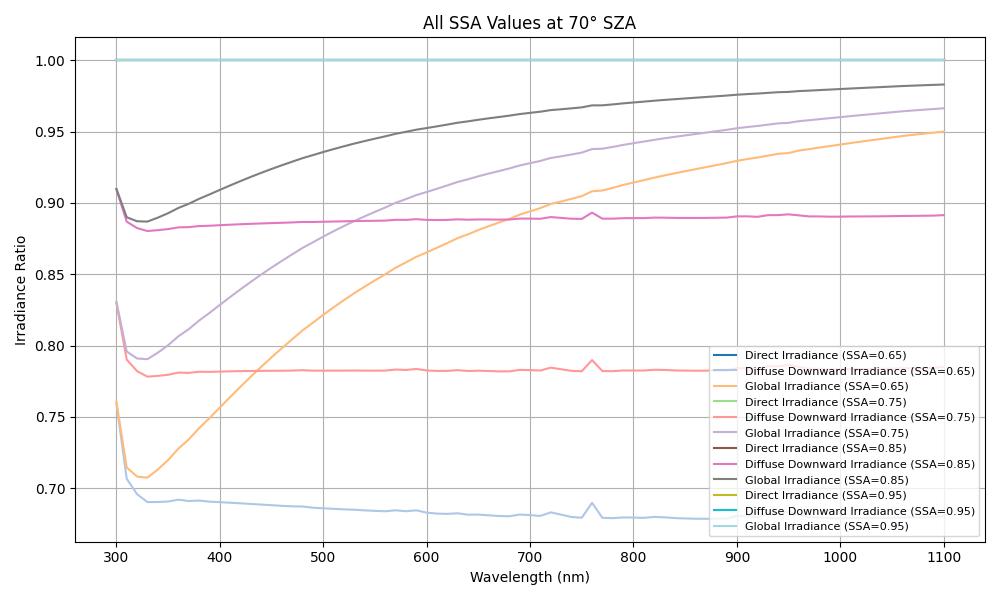 All SSA Values at 70° SZA
Irradiance Ratio
1.00
0.95
0.90
0.85
0.80
0.75
0.70
Direct Irradiance (SSA=0.65)
Diffuse Downward Irradiance (SSA=0.65)
Global Irradiance (SSA=0.65)
Direct Irradiance (SSA=0.75)
Diffuse Downward Irradiance (SSA=0.75)
Global Irradiance (SSA=0.75)
Direct Irradiance (SSA=0.85)
Diffuse Downward Irradiance (SSA=0.85)
Global Irradiance (SSA=0.85)
Direct Irradiance (SSA=0.95)
Diffuse Downward Irradiance (SSA=0.95)
Global Irradiance (SSA=0.95)
300 400 500 600 700 800 900 1000 1100
Wavelength (nm)